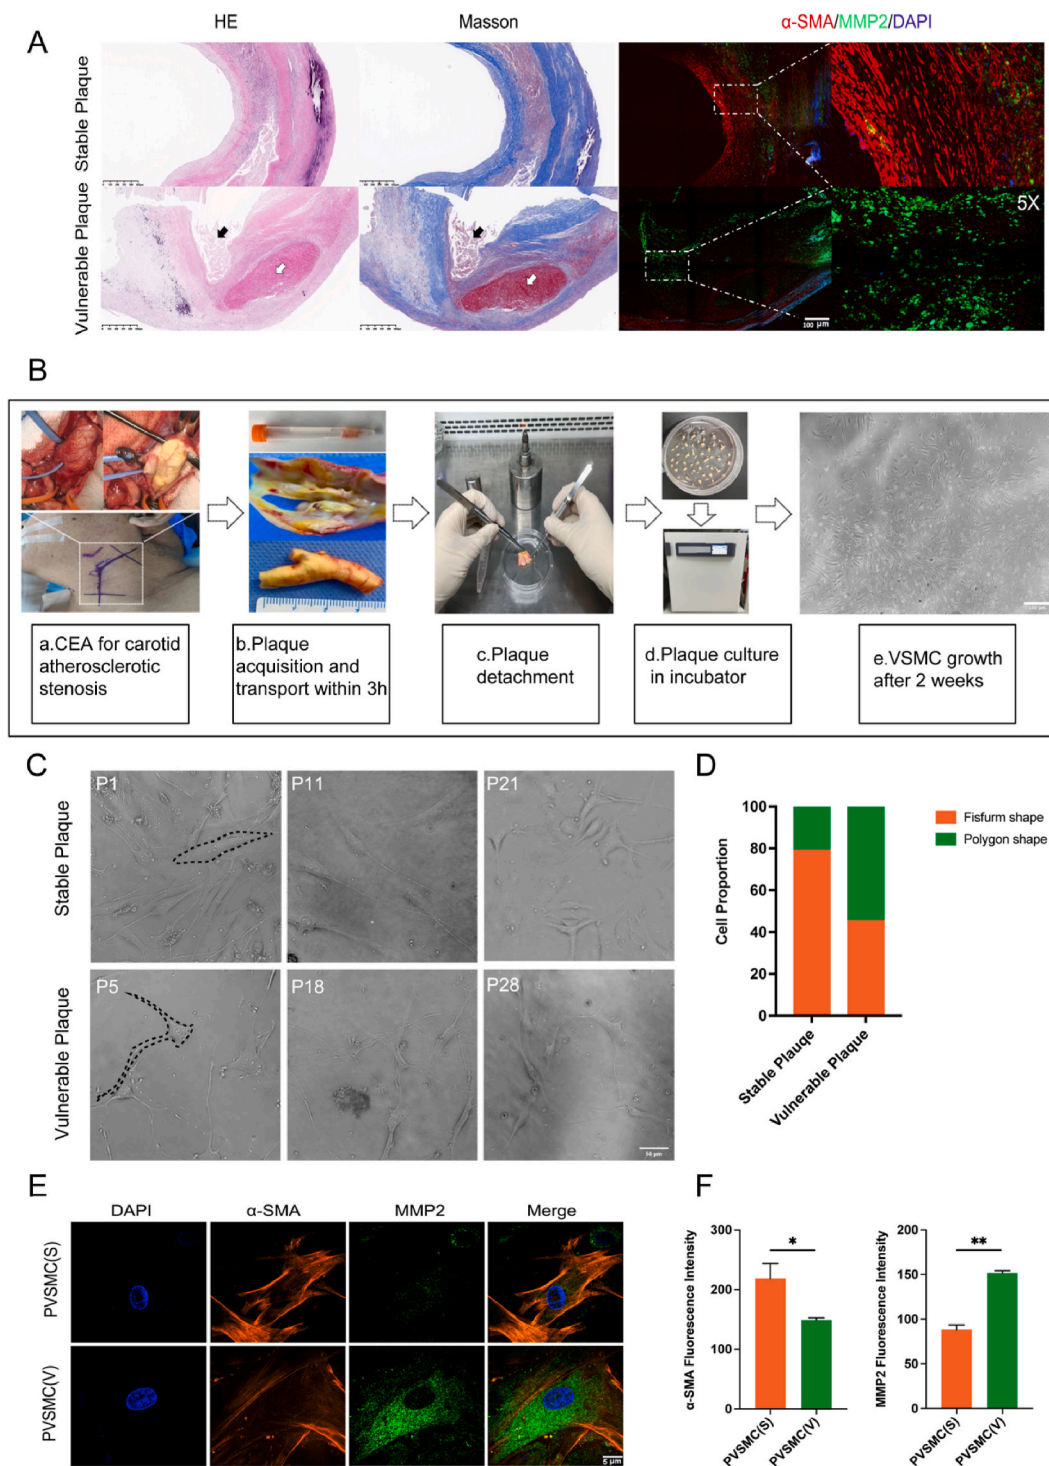 HE
Masson
α-SMA/MMP2/DAPI
A
Stable Plaque
Vulnerable Plaque
5X
100 μm
B
a.CEA for carotid
atherosclerotic
stenosis
b.Plaque
acquisition and
transport within 3h
c.Plaque
detachment
d.Plaque culture
in incubator
e.VSMC growth
after 2 weeks
C
Stable Plaque
P1
P11
P21
Vulnerable Plaque
P5
P18
P28
D
Cell Proportion
100
80
60
40
20
0
Stable Plauqe
Vulnerable Plaque
Fisfurm shape
Polygon shape
E
DAPI
α-SMA
MMP2
Merge
PVSMC(S)
PVSMC(V)
5 μm
F
α-SMA Fluorescence Intensity
300
200
100
0
*
PVSMC(S)
PVSMC(V)
MMP2 Fluorescence Intensity
200
150
100
50
0
**
PVSMC(S)
PVSMC(V)